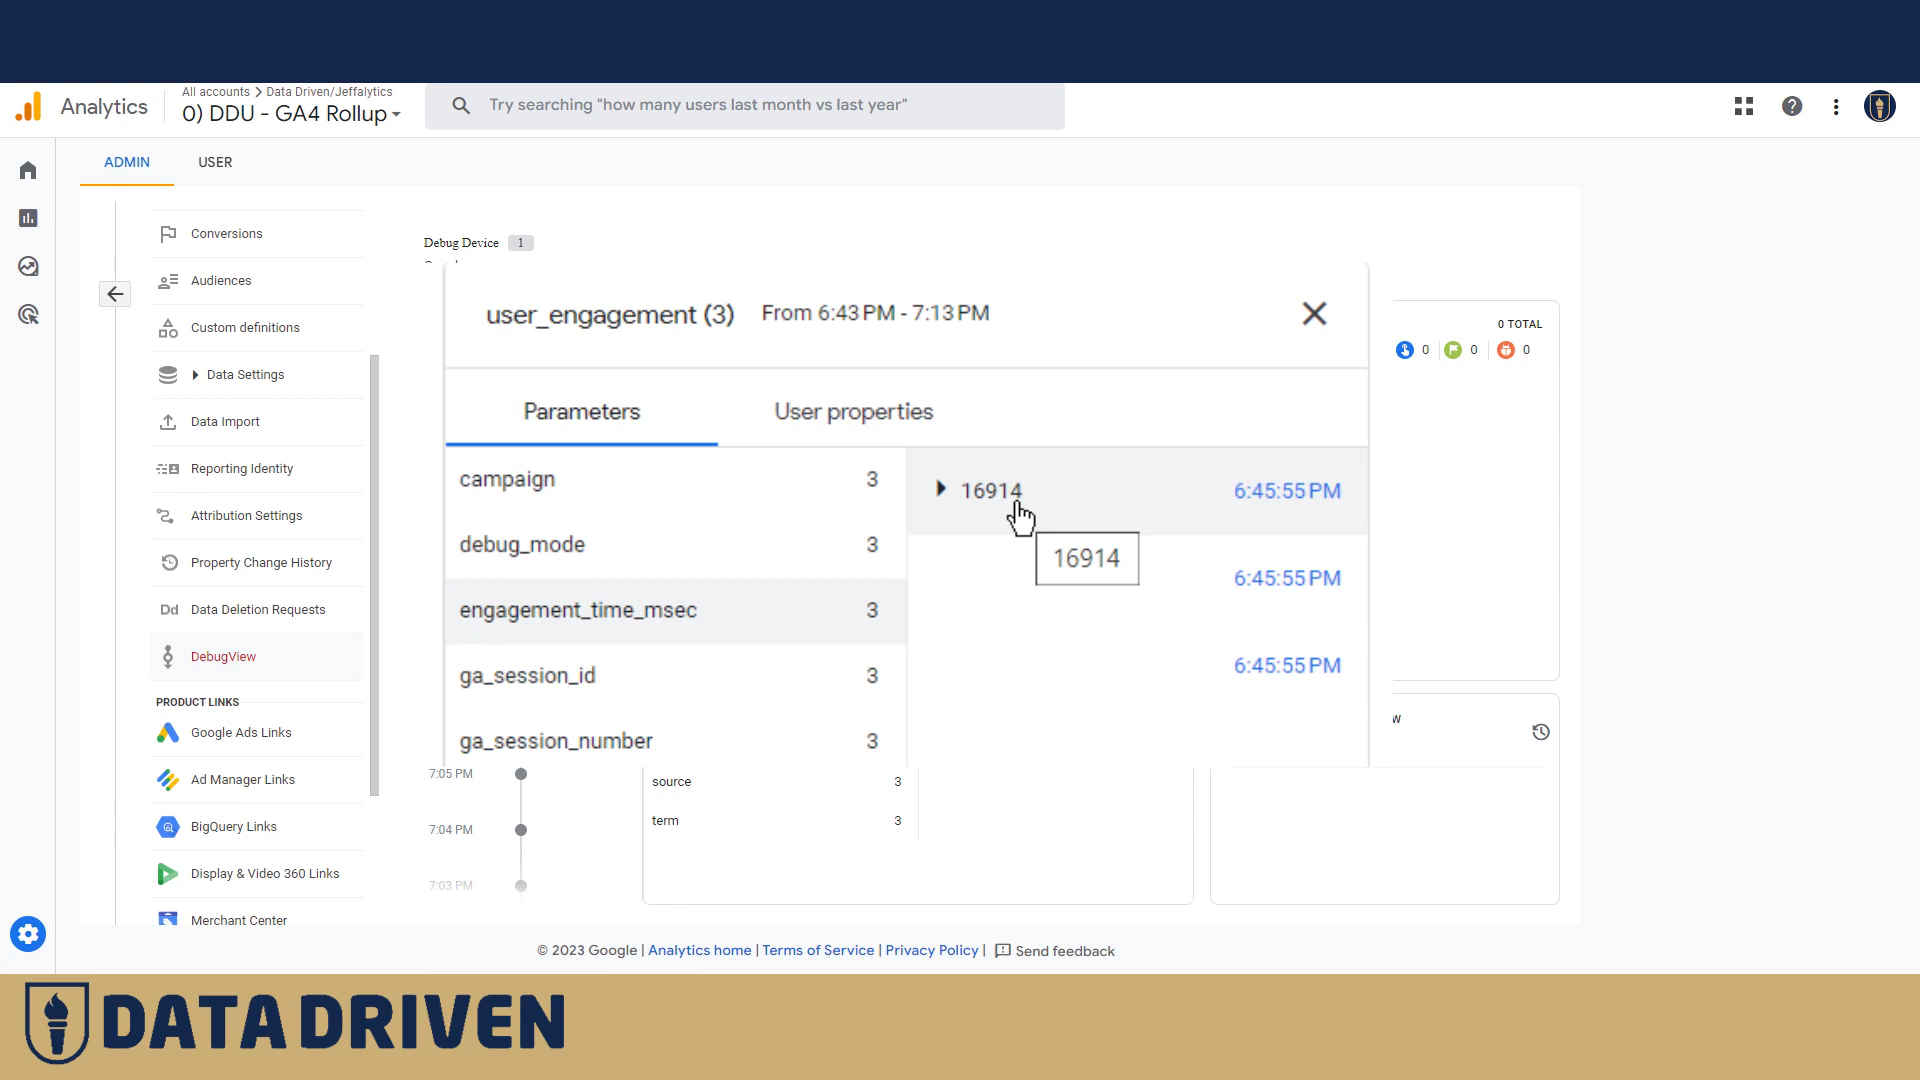 All accounts > Data Driven/Jeffalytics
Analytics
0) DDU - GA4 Rollup
Try searching "how many users last month vs last year"
ADMIN
USER
Conversions
Audiences
Custom definitions
Data Settings
Data Import
Reporting Identity
Attribution Settings
Property Change History
Dd Data Deletion Requests
DebugView
PRODUCT LINKS
Google Ads Links
Ad Manager Links
BigQuery Links
Display & Video 360 Links
Merchant Center
Debug Device 1
user_engagement (3) From 6:43 PM - 7:13 PM
Parameters
User properties
campaign 3
debug_mode 3
engagement_time_msec 3
ga_session_id 3
ga_session_number 3
source 3
term 3
16914 6:45:55 PM
16914
6:45:55 PM
6:45:55 PM
0 TOTAL
0 0 0
w
7:05 PM
7:04 PM
7:03 PM
© 2023 Google | Analytics home | Terms of Service | Privacy Policy | Send feedback
DATA DRIVEN